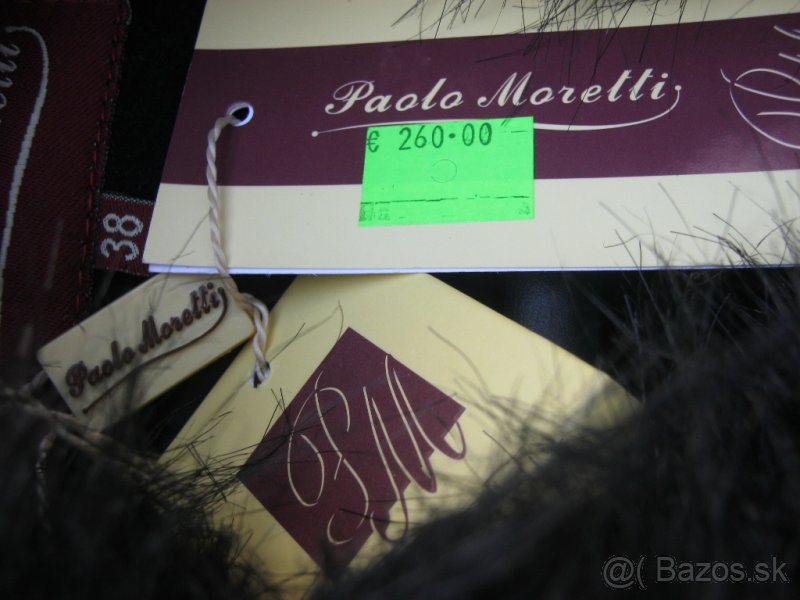 Paolo Moretti
€ 260.00
38
Paolo Moretti
PM
@( Bazos.sk